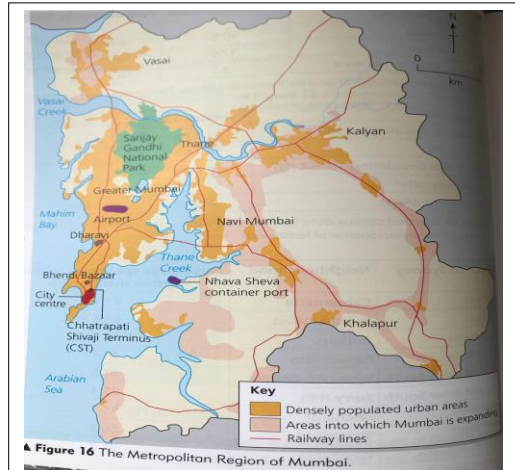 N
0
km
Vasai
Vasai
Creek
Sanjay
Gandhi
National
Park
Thane
Kalyan
Greater Mumbai
Airport
Mahim
Bay
Dharavi
Navi Mumbai
Thane
Creek
Bhendi Bazaar
City
centre
Nhava Sheva
container port
Chhatrapati
Shivaji Terminus
(CST)
Khalapur
Arabian
Sea
Key
Densely populated urban areas
Areas into which Mumbai is expanding
Railway lines
▲ Figure 16 The Metropolitan Region of Mumbai.